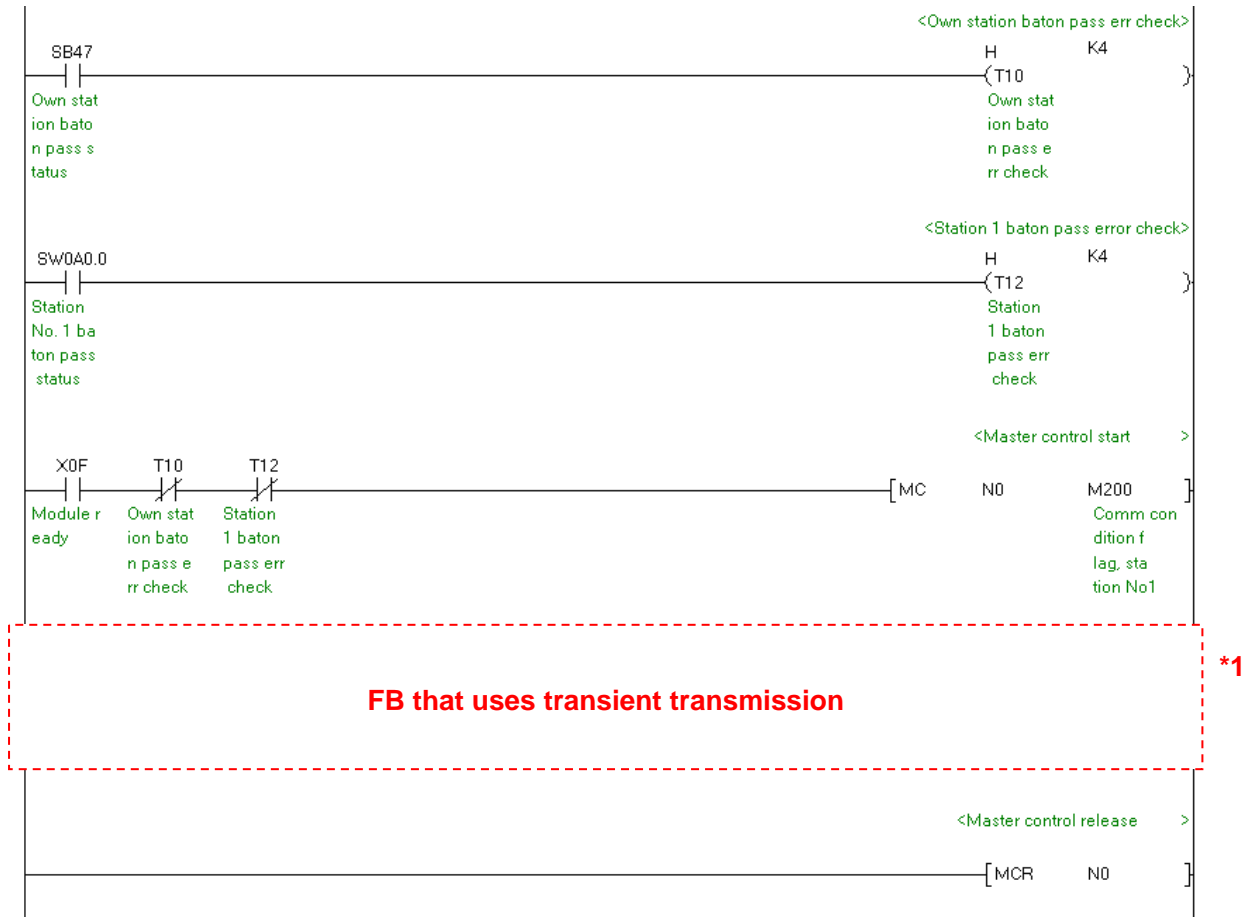 <Own station baton pass err check>
SB47 H K4
(T10 )
Own stat Own stat
ion bato ion bato
n pass s n pass e
tatus rr check
<Station 1 baton pass error check>
SW0A0.0 H K4
(T12 )
Station Station
No. 1 ba 1 baton
ton pass pass err
status check
<Master control start >
X0F T10 T12
[MC N0 M200 ]
Module r Own stat Station Comm con
eady ion bato 1 baton dition f
n pass e pass err lag, sta
rr check check tion No1
*1
FB that uses transient transmission
<Master control release >
[MCR N0 ]